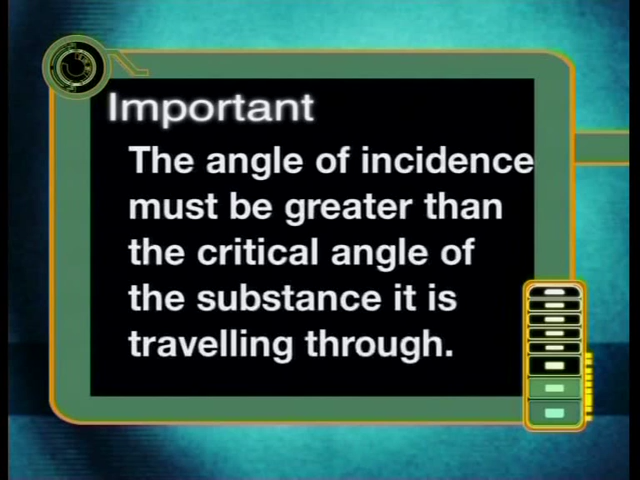 Important
The angle of incidence
must be greater than
the critical angle of
the substance it is
travelling through.